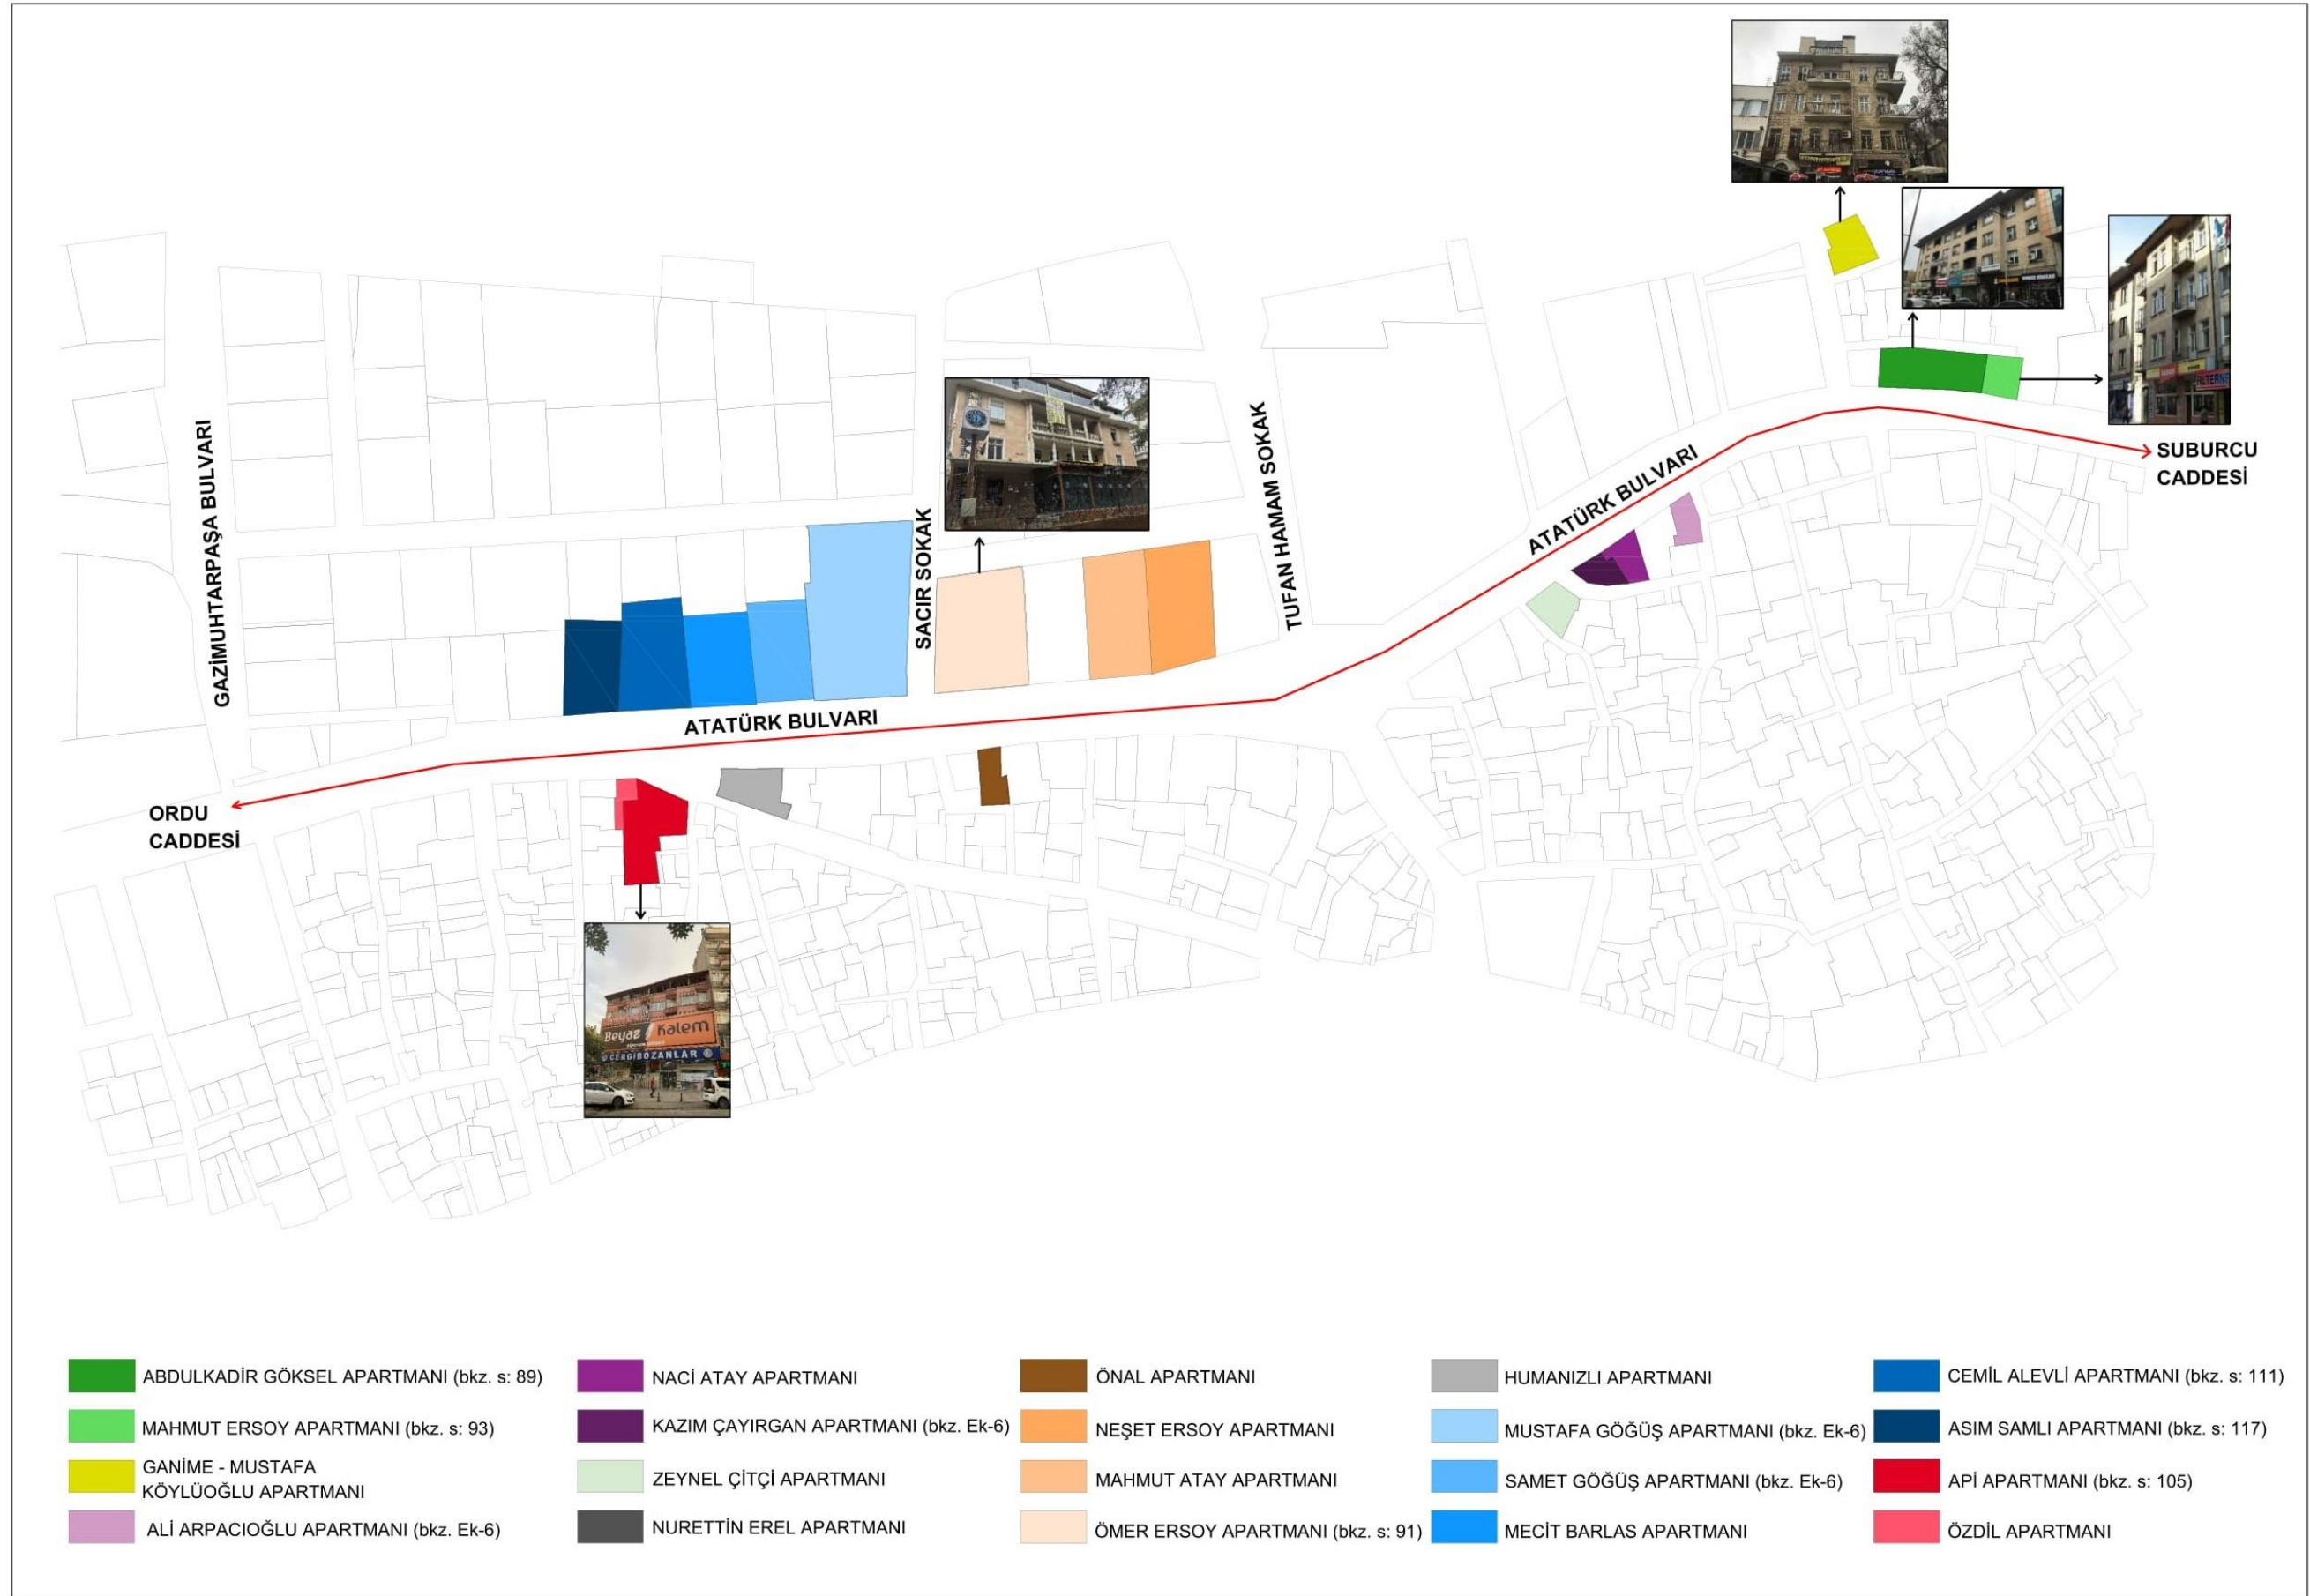 GAZİMUHTARPAŞA BULVARI
SACIR SOKAK
TUFAN HAMAM SOKAK
ATATÜRK BULVARI
SUBURCU
CADDESİ
ATATÜRK BULVARI
ORDU
CADDESİ
Beyaz Kalem
CERGİBOZANLAR
ABDULKADİR GÖKSEL APARTMANI (bkz. s: 89)
MAHMUT ERSOY APARTMANI (bkz. s: 93)
GANİME - MUSTAFA
KÖYLÜOĞLU APARTMANI
ALİ ARPACIOĞLU APARTMANI (bkz. Ek-6)
NACİ ATAY APARTMANI
KAZIM ÇAYIRGAN APARTMANI (bkz. Ek-6)
ZEYNEL ÇİTÇİ APARTMANI
NURETTİN EREL APARTMANI
ÖNAL APARTMANI
NEŞET ERSOY APARTMANI
MAHMUT ATAY APARTMANI
ÖMER ERSOY APARTMANI (bkz. s: 91)
HUMANIZLI APARTMANI
MUSTAFA GÖĞÜŞ APARTMANI (bkz. Ek-6)
SAMET GÖĞÜŞ APARTMANI (bkz. Ek-6)
MECİT BARLAS APARTMANI
CEMİL ALEVLİ APARTMANI (bkz. s: 111)
ASIM SAMLI APARTMANI (bkz. s: 117)
APİ APARTMANI (bkz. s: 105)
ÖZDİL APARTMANI